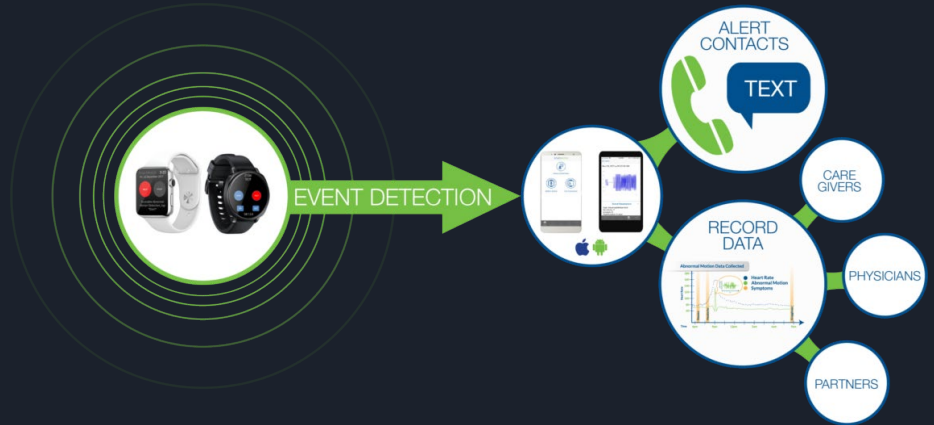 EVENT DETECTION
ALERT
CONTACTS
TEXT
RECORD
DATA
Abnormal Motion Data Collected
Heart Rate
Abnormal Motion
Symptoms
Time
CARE
GIVERS
PHYSICIANS
PARTNERS